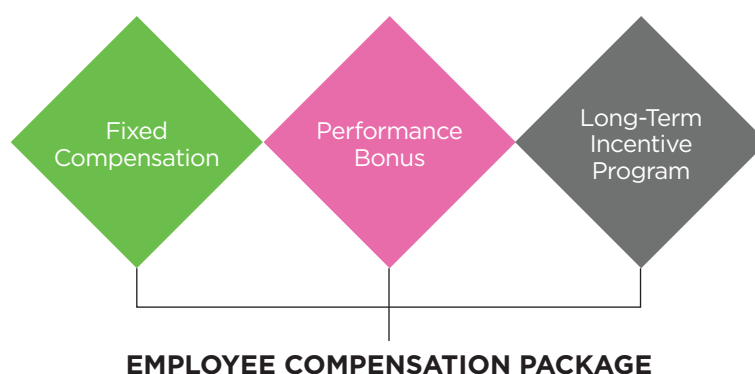 Fixed
Compensation
Performance
Bonus
Long-Term
Incentive
Program
EMPLOYEE COMPENSATION PACKAGE